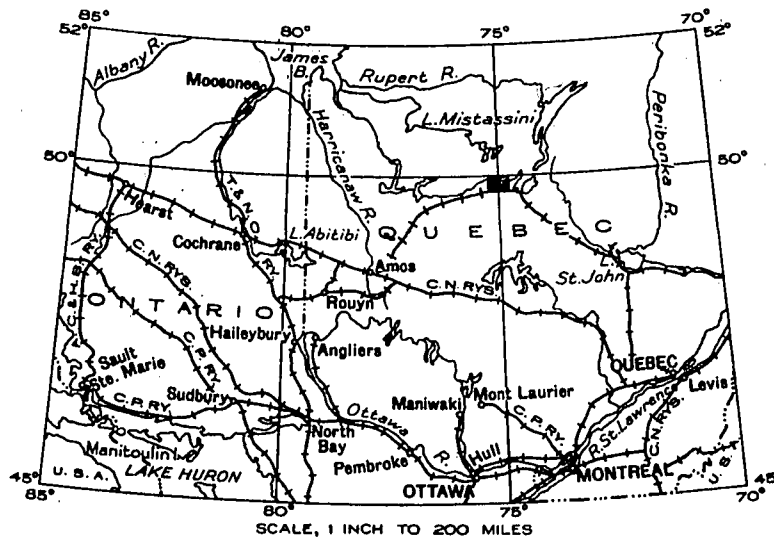 85° 80° 75° 70°
52° 52°
Albany R.
James B.
Moosonee
Rupert R.
L. Mistassini
Peribonka R.
Harricanaw R.
50° 50°
T. & N. O. RY.
Hearst
L. Abitibi
QUEBEC
Cochrane
Amos
L. St. John
C. N. RYS.
A. C. & H. B. RY.
C. N. RYS.
ONTARIO
Rouyn
Haileybury
C. P. RY.
Angliers
QUEBEC
Sault Ste. Marie
Levis
Mont Laurier
Maniwaki
C. P. RY.
Sudbury
C. P. RY.
R. St. Lawrence
C. N. RYS.
North Bay
Ottawa R.
Manitoulin I.
Hull
Pembroke
MONTREAL
LAKE HURON
OTTAWA
U. S. A.
U. S.
45° 45°
85° 80° 75° 70°
SCALE, 1 INCH TO 200 MILES